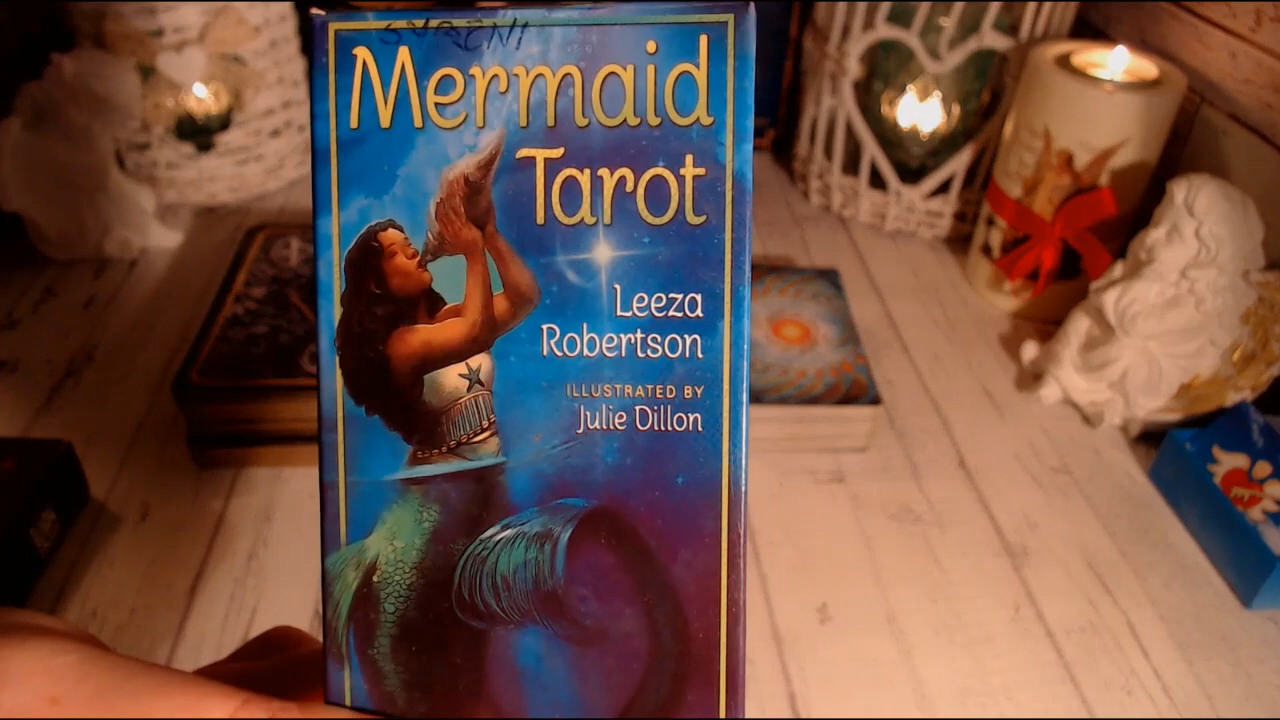 Mermaid
Tarot
Leeza
Robertson
ILLUSTRATED BY
Julie Dillon